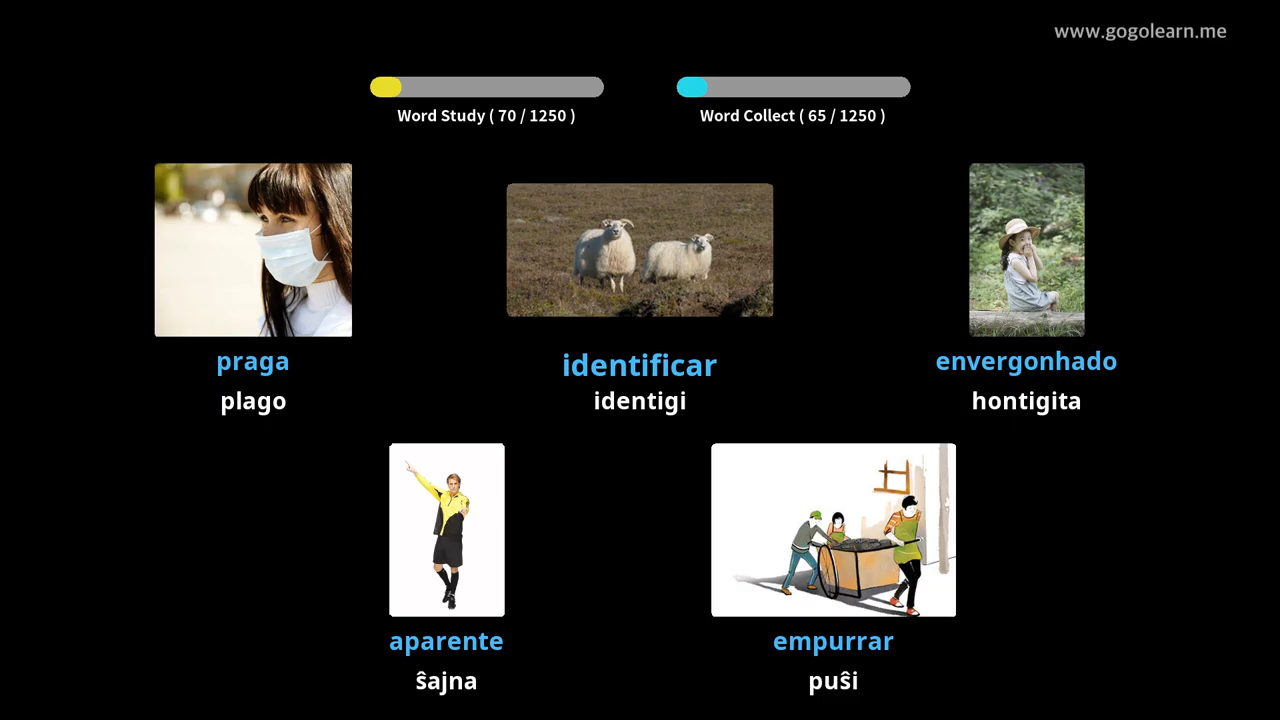 www.gogolearn.me
Word Study ( 70 / 1250 )
Word Collect ( 65 / 1250 )
praga
plago
identificar
identigi
envergonhado
hontigita
aparente
ŝajna
empurrar
puŝi